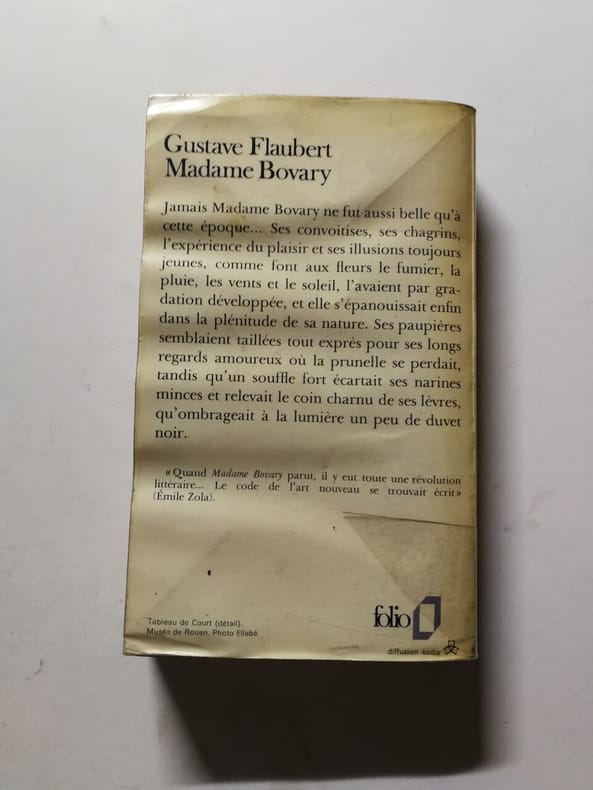 Gustave Flaubert
Madame Bovary
Jamais Madame Bovary ne fut aussi belle qu'à
cette époque... Ses convoitises, ses chagrins,
l'expérience du plaisir et ses illusions toujours
jeunes, comme font aux fleurs le fumier, la
pluie, les vents et le soleil, l'avaient par gra-
dation développée, et elle s'épanouissait enfin
dans la plénitude de sa nature. Ses paupières
semblaient taillées tout exprès pour ses longs
regards amoureux où la prunelle se perdait,
tandis qu'un souffle fort écartait ses narines
minces et relevait le coin charnu de ses lèvres,
qu'ombrageait à la lumière un peu de duvet
noir.
«Quand Madame Bovary parut, il y eut toute une révolution
littéraire... Le code de l'art nouveau se trouvait écrit»
(Émile Zola).
Tableau de Court (détail).
Musée de Rouen. Photo Ellebé.
folio
diffusion sodis